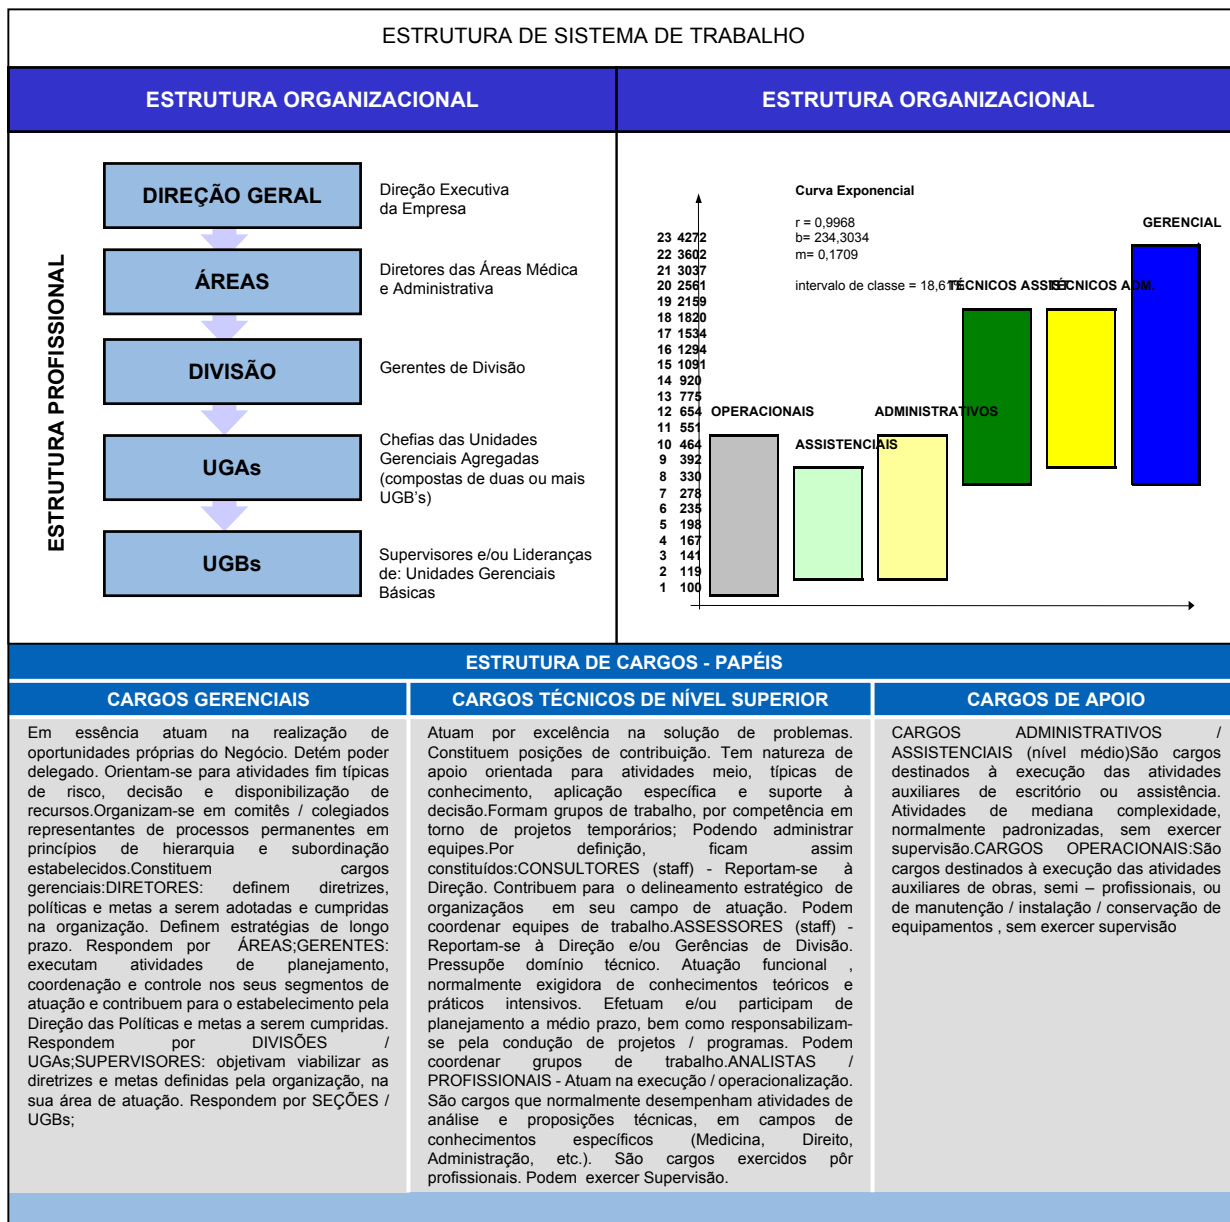 ESTRUTURA DE SISTEMA DE TRABALHO
ESTRUTURA ORGANIZACIONAL
ESTRUTURA PROFISSIONAL
DIREÇÃO GERAL
Direção Executiva
da Empresa
ÁREAS
Diretores das Áreas Médica
e Administrativa
DIVISÃO
Gerentes de Divisão
UGAs
Chefias das Unidades
Gerenciais Agregadas
(compostas de duas ou mais
UGB's)
UGBs
Supervisores e/ou Lideranças
de: Unidades Gerenciais
Básicas
ESTRUTURA ORGANIZACIONAL
Curva Exponencial
r = 0,9968
b= 234,3034
m= 0,1709
intervalo de classe = 18,6
23 4272
22 3602
21 3037
20 2561
19 2159
18 1820
17 1534
16 1294
15 1091
14 920
13 775
12 654
11 551
10 464
9 392
8 330
7 278
6 235
5 198
4 167
3 141
2 119
1 100
OPERACIONAIS
ASSISTENCIAIS
ADMINISTRATIVOS
TÉCNICOS ASSIST.
TÉCNICOS ADM.
GERENCIAL
ESTRUTURA DE CARGOS - PAPÉIS
CARGOS GERENCIAIS
Em essência atuam na realização de
oportunidades próprias do Negócio. Detém poder
delegado. Orientam-se para atividades fim típicas
de risco, decisão e disponibilização de
recursos.Organizam-se em comitês / colegiados
representantes de processos permanentes em
princípios de hierarquia e subordinação
estabelecidos.Constituem cargos
gerenciais:DIRETORES: definem diretrizes,
políticas e metas a serem adotadas e cumpridas
na organização. Definem estratégias de longo
prazo. Respondem por ÁREAS;GERENTES:
executam atividades de planejamento,
coordenação e controle nos seus segmentos de
atuação e contribuem para o estabelecimento pela
Direção das Políticas e metas a serem cumpridas.
Respondem por DIVISÕES /
UGAs;SUPERVISORES: objetivam viabilizar as
diretrizes e metas definidas pela organização, na
sua área de atuação. Respondem por SEÇÕES /
UGBs;
CARGOS TÉCNICOS DE NÍVEL SUPERIOR
Atuam por excelência na solução de problemas.
Constituem posições de contribuição. Tem natureza de
apoio orientada para atividades meio, típicas de
conhecimento, aplicação específica e suporte à
decisão.Formam grupos de trabalho, por competência em
torno de projetos temporários; Podendo administrar
equipes.Por definição, ficam assim
constituídos:CONSULTORES (staff) - Reportam-se à
Direção. Contribuem para o delineamento estratégico de
organizaçãos em seu campo de atuação. Podem
coordenar equipes de trabalho.ASSESSORES (staff) -
Reportam-se à Direção e/ou Gerências de Divisão.
Pressupõe domínio técnico. Atuação funcional ,
normalmente exigidora de conhecimentos teóricos e
práticos intensivos. Efetuam e/ou participam de
planejamento a médio prazo, bem como responsabilizam-
se pela condução de projetos / programas. Podem
coordenar grupos de trabalho.ANALISTAS /
PROFISSIONAIS - Atuam na execução / operacionalização.
São cargos que normalmente desempenham atividades de
análise e proposições técnicas, em campos de
conhecimentos específicos (Medicina, Direito,
Administração, etc.). São cargos exercidos pôr
profissionais. Podem exercer Supervisão.
CARGOS DE APOIO
CARGOS ADMINISTRATIVOS /
ASSISTENCIAIS (nível médio)São cargos
destinados à execução das atividades
auxiliares de escritório ou assistência.
Atividades de mediana complexidade,
normalmente padronizadas, sem exercer
supervisão.CARGOS OPERACIONAIS:São
cargos destinados à execução das atividades
auxiliares de obras, semi – profissionais, ou
de manutenção / instalação / conservação de
equipamentos , sem exercer supervisão